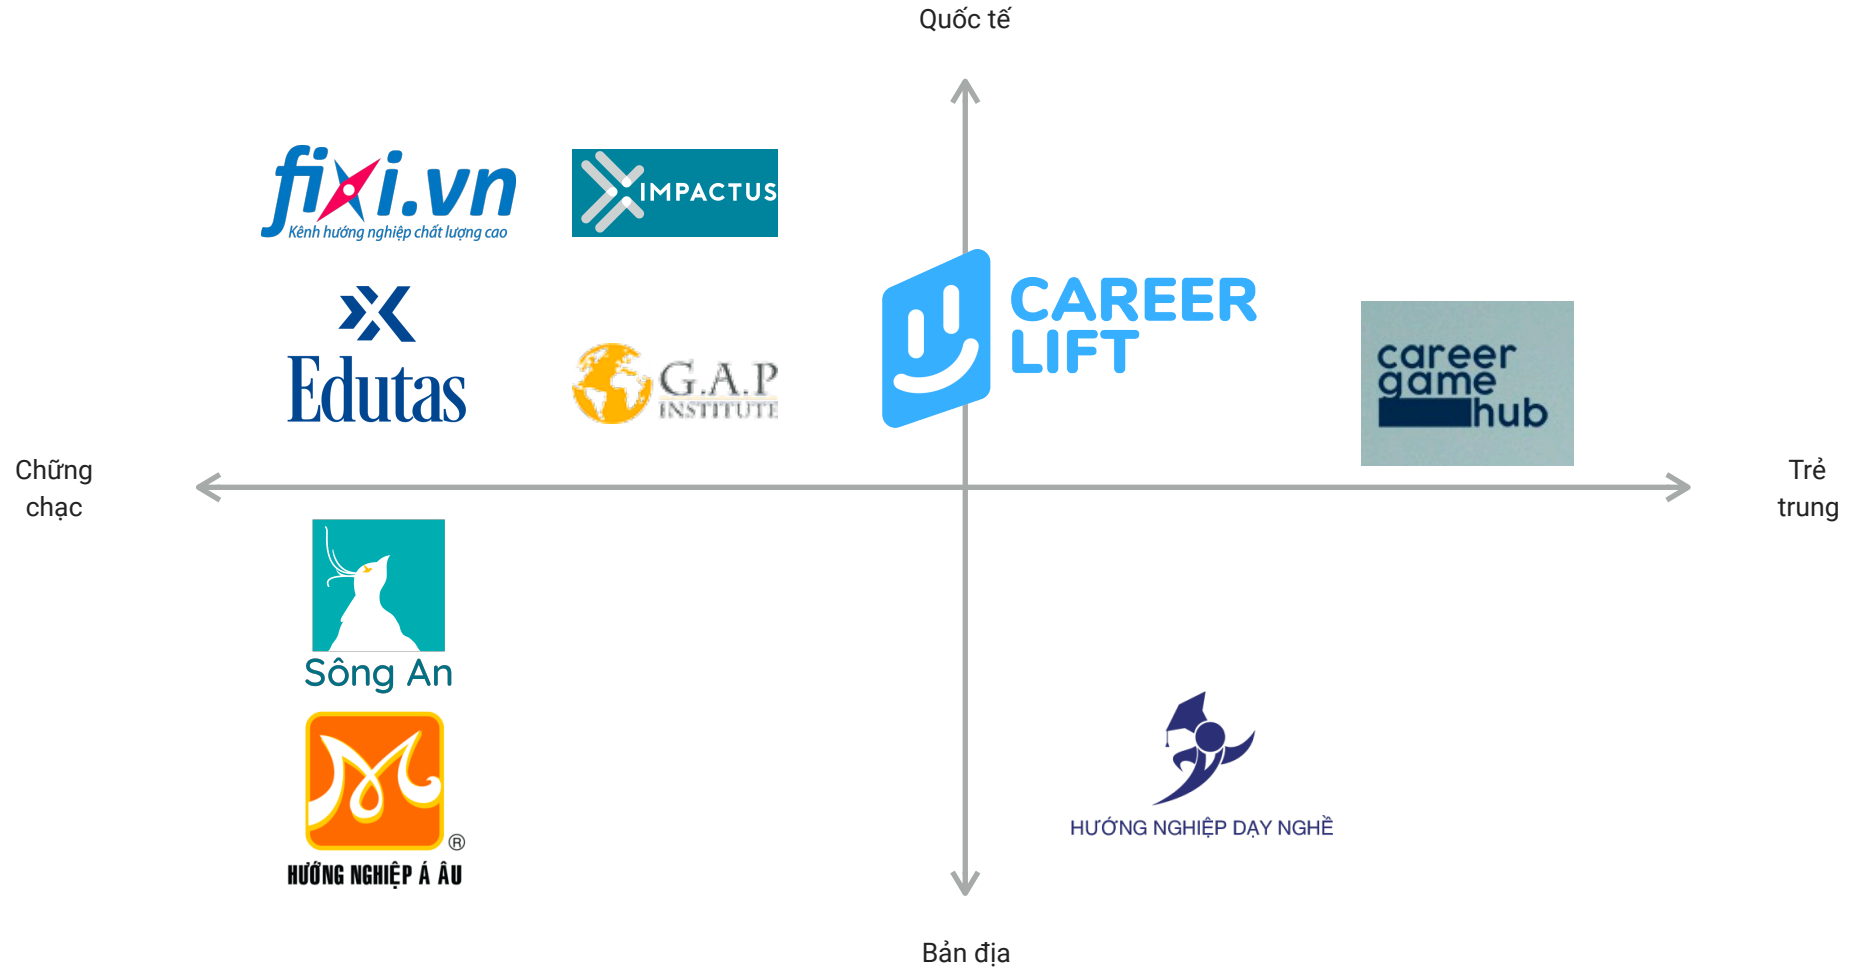 Quốc tế
fixi.vn
Kênh hướng nghiệp chất lượng cao
IMPACTUS
CAREER
LIFT
Edutas
G.A.P
INSTITUTE
career
game
hub
Chững
chạc
Trẻ
trung
Sông An
HƯỚNG NGHIỆP Á ÂU
®
HƯỚNG NGHIỆP DẠY NGHỀ
Bản địa